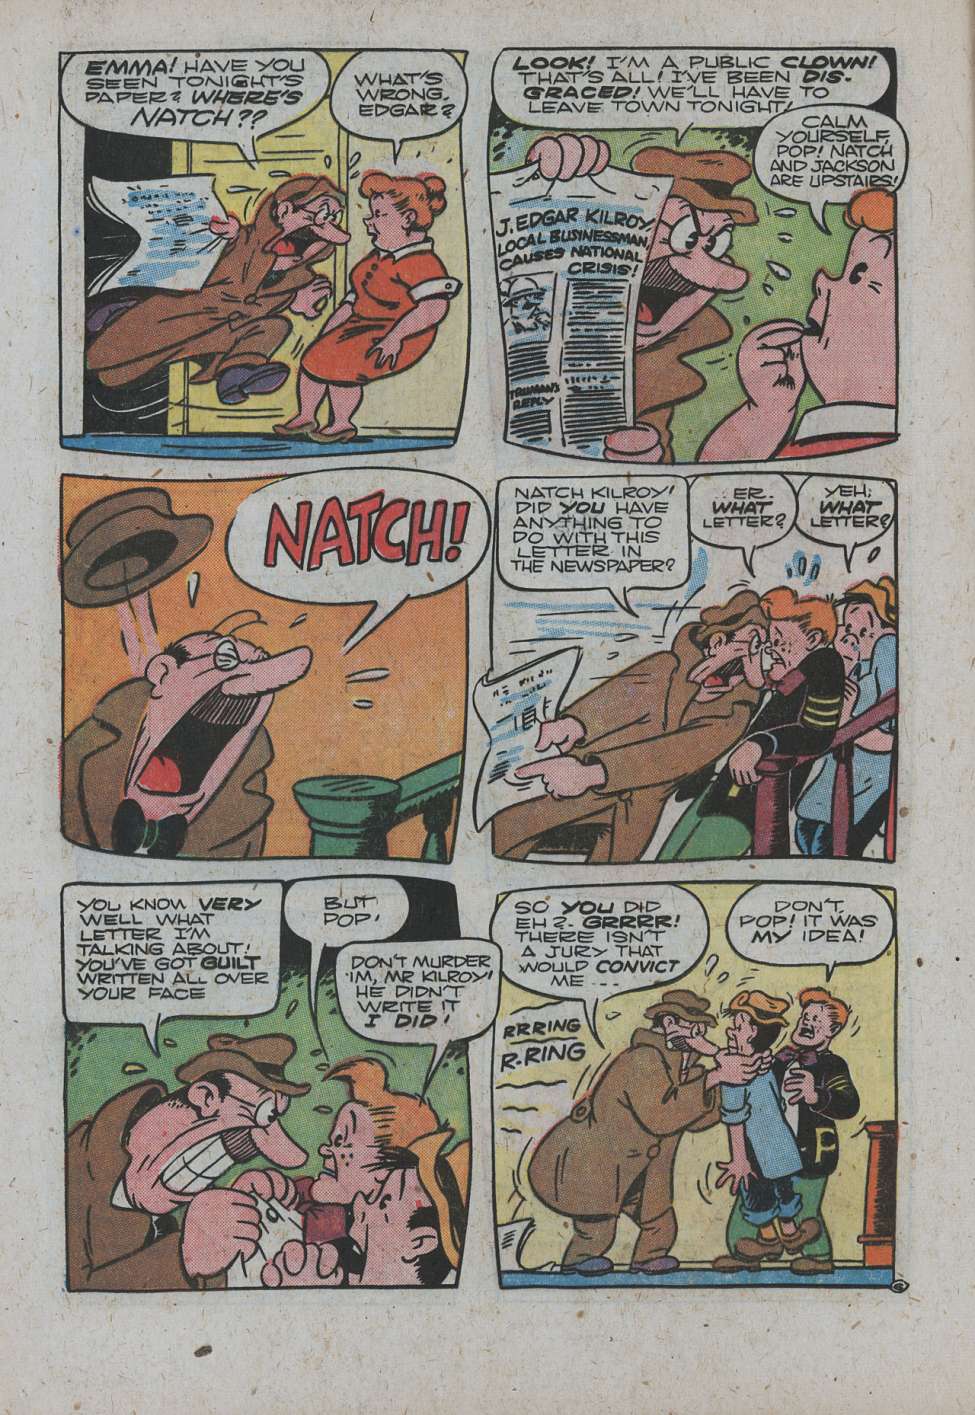 EMMA! HAVE YOU
SEEN TONIGHT'S
PAPER? WHERE'S
NATCH??
WHAT'S
WRONG,
EDGAR?
LOOK! I'M A PUBLIC CLOWN!
THAT'S ALL! I'VE BEEN DIS-
GRACED! WE'LL HAVE TO
LEAVE TOWN TONIGHT!
CALM
YOURSELF,
POP! NATCH
AND JACKSON
ARE UPSTAIRS!
J. EDGAR KILROY
LOCAL BUSINESSMAN,
CAUSES NATIONAL
CRISIS!
TRUMAN'S
REPLY
NATCH!
NATCH KILROY!
DID YOU HAVE
ANYTHING TO
DO WITH THIS
LETTER IN
THE NEWSPAPER?
..ER..
WHAT
LETTER?
YEH,
WHAT
LETTER?
YOU KNOW VERY
WELL WHAT
LETTER I'M
TALKING ABOUT!
YOU'VE GOT GUILT
WRITTEN ALL OVER
YOUR FACE
BUT
POP!
DON'T MURDER
'IM, MR KILROY!
HE DIDN'T
WRITE IT
I DID!
SO YOU DID
EH?. GRRRR!
THERE ISN'T
A JURY THAT
WOULD CONVICT
ME ...
DON'T,
POP! IT WAS
MY IDEA!
RRRING
R-RING
P
6